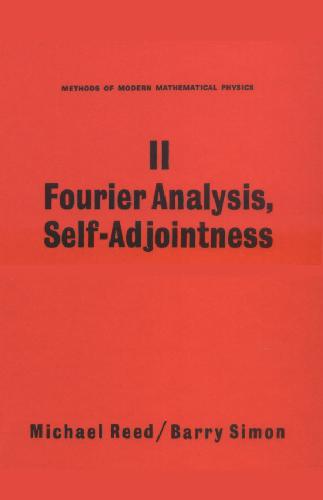 METHODS OF MODERN MATHEMATICAL PHYSICS
II
Fourier Analysis,
Self-Adjointness
Michael Reed/Barry Simon